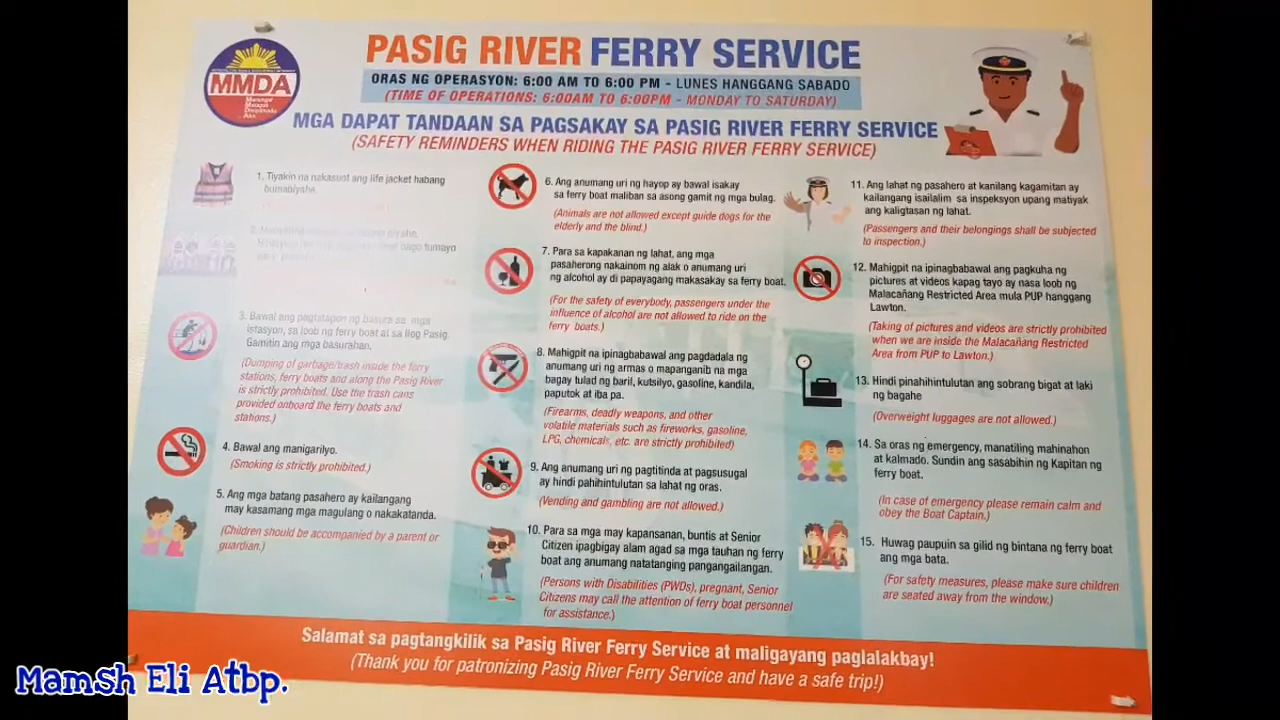 MMDA
PASIG RIVER FERRY SERVICE
ORAS NG OPERASYON: 6:00 AM TO 6:00 PM - LUNES HANGGANG SABADO
(TIME OF OPERATIONS: 6:00AM TO 6:00PM - MONDAY TO SATURDAY)
MGA DAPAT TANDAAN SA PAGSAKAY SA PASIG RIVER FERRY SERVICE
(SAFETY REMINDERS WHEN RIDING THE PASIG RIVER FERRY SERVICE)
1. Tiyakin na nakasuot ang life jacket habang
bumabiyahe.
bago tumayo
3. Bawal ang pagtatapon ng basura sa mga
istasyon, sa loob ng ferry boat at sa Ilog Pasig.
Gamitin ang mga basurahan.
(Dumping of garbage/trash inside the ferry
stations, ferry boats and along the Pasig River
is strictly prohibited. Use the trash cans
provided onboard the ferry boats and
stations.)
4. Bawal ang manigarilyo.
(Smoking is strictly prohibited.)
5. Ang mga batang pasahero ay kailangang
may kasamang mga magulang o nakakatanda.
(Children should be accompanied by a parent or
guardian.)
6. Ang anumang uri ng hayop ay bawal isakay
sa ferry boat maliban sa asong gamit ng mga bulag.
(Animals are not allowed except guide dogs for the
elderly and the blind.)
7. Para sa kapakanan ng lahat, ang mga
pasaherong nakainom ng alak o anumang uri
ng alcohol ay di papayagang makasakay sa ferry boat.
(For the safety of everybody, passengers under the
influence of alcohol are not allowed to ride on the
ferry boats.)
8. Mahigpit na ipinagbabawal ang pagdadala ng
anumang uri ng armas o mapanganib na mga
bagay tulad ng baril, kutsilyo, gasoline, kandila,
paputok at iba pa.
(Firearms, deadly weapons, and other
volatile materials such as fireworks, gasoline,
LPG, chemicals, etc. are strictly prohibited)
9. Ang anumang uri ng pagtitinda at pagsusugal
ay hindi pahihintulutan sa lahat ng oras.
(Vending and gambling are not allowed.)
10. Para sa mga may kapansanan, buntis at Senior
Citizen ipagbigay alam agad sa mga tauhan ng ferry
boat ang anumang natatanging pangangailangan.
(Persons with Disabilities (PWDs), pregnant, Senior
Citizens may call the attention of ferry boat personnel
for assistance.)
11. Ang lahat ng pasahero at kanilang kagamitan ay
kailangang isailalim sa inspeksyon upang matiyak
ang kaligtasan ng lahat.
(Passengers and their belongings shall be subjected
to inspection.)
12. Mahigpit na ipinagbabawal ang pagkuha ng
pictures at videos kapag tayo ay nasa loob ng
Malacañang Restricted Area mula PUP hanggang
Lawton.
(Taking of pictures and videos are strictly prohibited
when we are inside the Malacañang Restricted
Area from PUP to Lawton.)
13. Hindi pinahihintulutan ang sobrang bigat at laki
ng bagahe
(Overweight luggages are not allowed.)
14. Sa oras ng emergency, manatiling mahinahon
at kalmado. Sundin ang sasabihin ng Kapitan ng
ferry boat.
(In case of emergency please remain calm and
obey the Boat Captain.)
15. Huwag paupuin sa gilid ng bintana ng ferry boat
ang mga bata.
(For safety measures, please make sure children
are seated away from the window.)
Salamat sa pagtangkilik sa Pasig River Ferry Service at maligayang paglalakbay!
(Thank you for patronizing Pasig River Ferry Service and have a safe trip!)
Mamsh Eli Atbp.